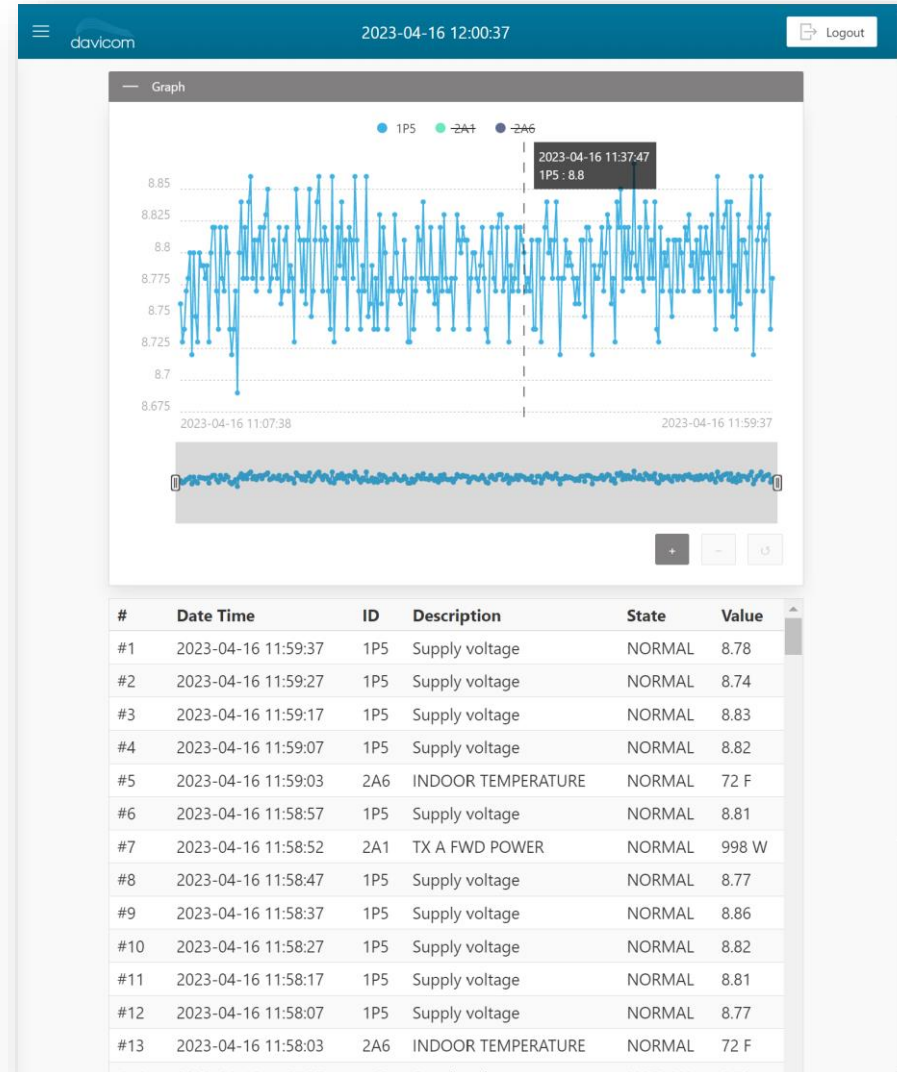 davicom 2023-04-16 12:00:37 Logout
Graph
1P5 2A1 2A6
2023-04-16 11:37:47
1P5 : 8.8
8.85
8.825
8.8
8.775
8.75
8.725
8.7
8.675
2023-04-16 11:07:38 2023-04-16 11:59:37
+ −
# Date Time ID Description State Value
#1 2023-04-16 11:59:37 1P5 Supply voltage NORMAL 8.78
#2 2023-04-16 11:59:27 1P5 Supply voltage NORMAL 8.74
#3 2023-04-16 11:59:17 1P5 Supply voltage NORMAL 8.83
#4 2023-04-16 11:59:07 1P5 Supply voltage NORMAL 8.82
#5 2023-04-16 11:59:03 2A6 INDOOR TEMPERATURE NORMAL 72 F
#6 2023-04-16 11:58:57 1P5 Supply voltage NORMAL 8.81
#7 2023-04-16 11:58:52 2A1 TX A FWD POWER NORMAL 998 W
#8 2023-04-16 11:58:47 1P5 Supply voltage NORMAL 8.77
#9 2023-04-16 11:58:37 1P5 Supply voltage NORMAL 8.86
#10 2023-04-16 11:58:27 1P5 Supply voltage NORMAL 8.82
#11 2023-04-16 11:58:17 1P5 Supply voltage NORMAL 8.81
#12 2023-04-16 11:58:07 1P5 Supply voltage NORMAL 8.77
#13 2023-04-16 11:58:03 2A6 INDOOR TEMPERATURE NORMAL 72 F